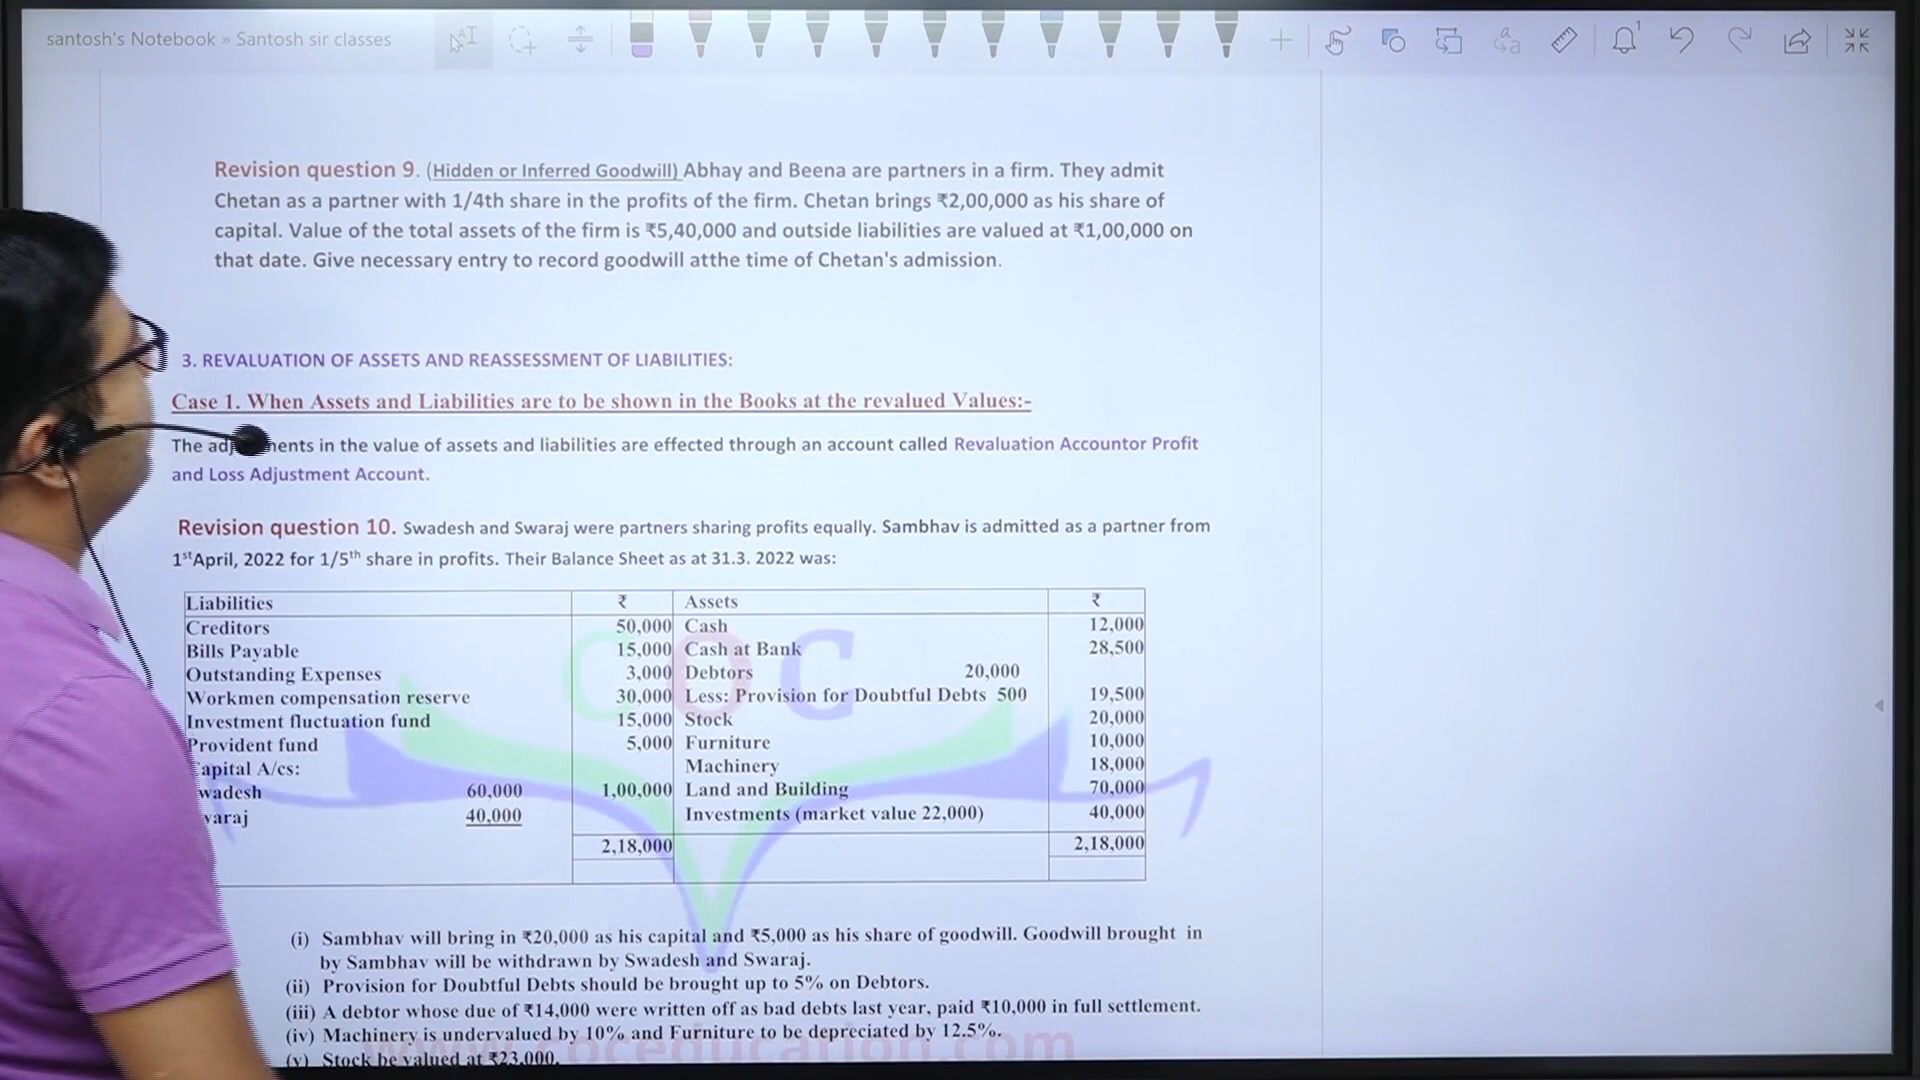 santosh's Notebook » Santosh sir classes
Revision question 9. (Hidden or Inferred Goodwill) Abhay and Beena are partners in a firm. They admit
Chetan as a partner with 1/4th share in the profits of the firm. Chetan brings ₹2,00,000 as his share of
capital. Value of the total assets of the firm is ₹5,40,000 and outside liabilities are valued at ₹1,00,000 on
that date. Give necessary entry to record goodwill atthe time of Chetan's admission.
3. REVALUATION OF ASSETS AND REASSESSMENT OF LIABILITIES:
Case 1. When Assets and Liabilities are to be shown in the Books at the revalued Values:-
The adj ments in the value of assets and liabilities are effected through an account called Revaluation Accountor Profit
and Loss Adjustment Account.
Revision question 10. Swadesh and Swaraj were partners sharing profits equally. Sambhav is admitted as a partner from
1st April, 2022 for 1/5th share in profits. Their Balance Sheet as at 31.3. 2022 was:
Liabilities ₹ Assets ₹
Creditors 50,000 Cash 12,000
Bills Payable 15,000 Cash at Bank 28,500
Outstanding Expenses 3,000 Debtors 20,000
Workmen compensation reserve 30,000 Less: Provision for Doubtful Debts 500 19,500
Investment fluctuation fund 15,000 Stock 20,000
Provident fund 5,000 Furniture 10,000
apital A/cs: Machinery 18,000
wadesh 60,000 1,00,000 Land and Building 70,000
varaj 40,000 Investments (market value 22,000) 40,000
2,18,000 2,18,000
COC
(i) Sambhav will bring in ₹20,000 as his capital and ₹5,000 as his share of goodwill. Goodwill brought in
by Sambhav will be withdrawn by Swadesh and Swaraj.
(ii) Provision for Doubtful Debts should be brought up to 5% on Debtors.
(iii) A debtor whose due of ₹14,000 were written off as bad debts last year, paid ₹10,000 in full settlement.
(iv) Machinery is undervalued by 10% and Furniture to be depreciated by 12.5%.
(v) Stock be valued at ₹23,000.